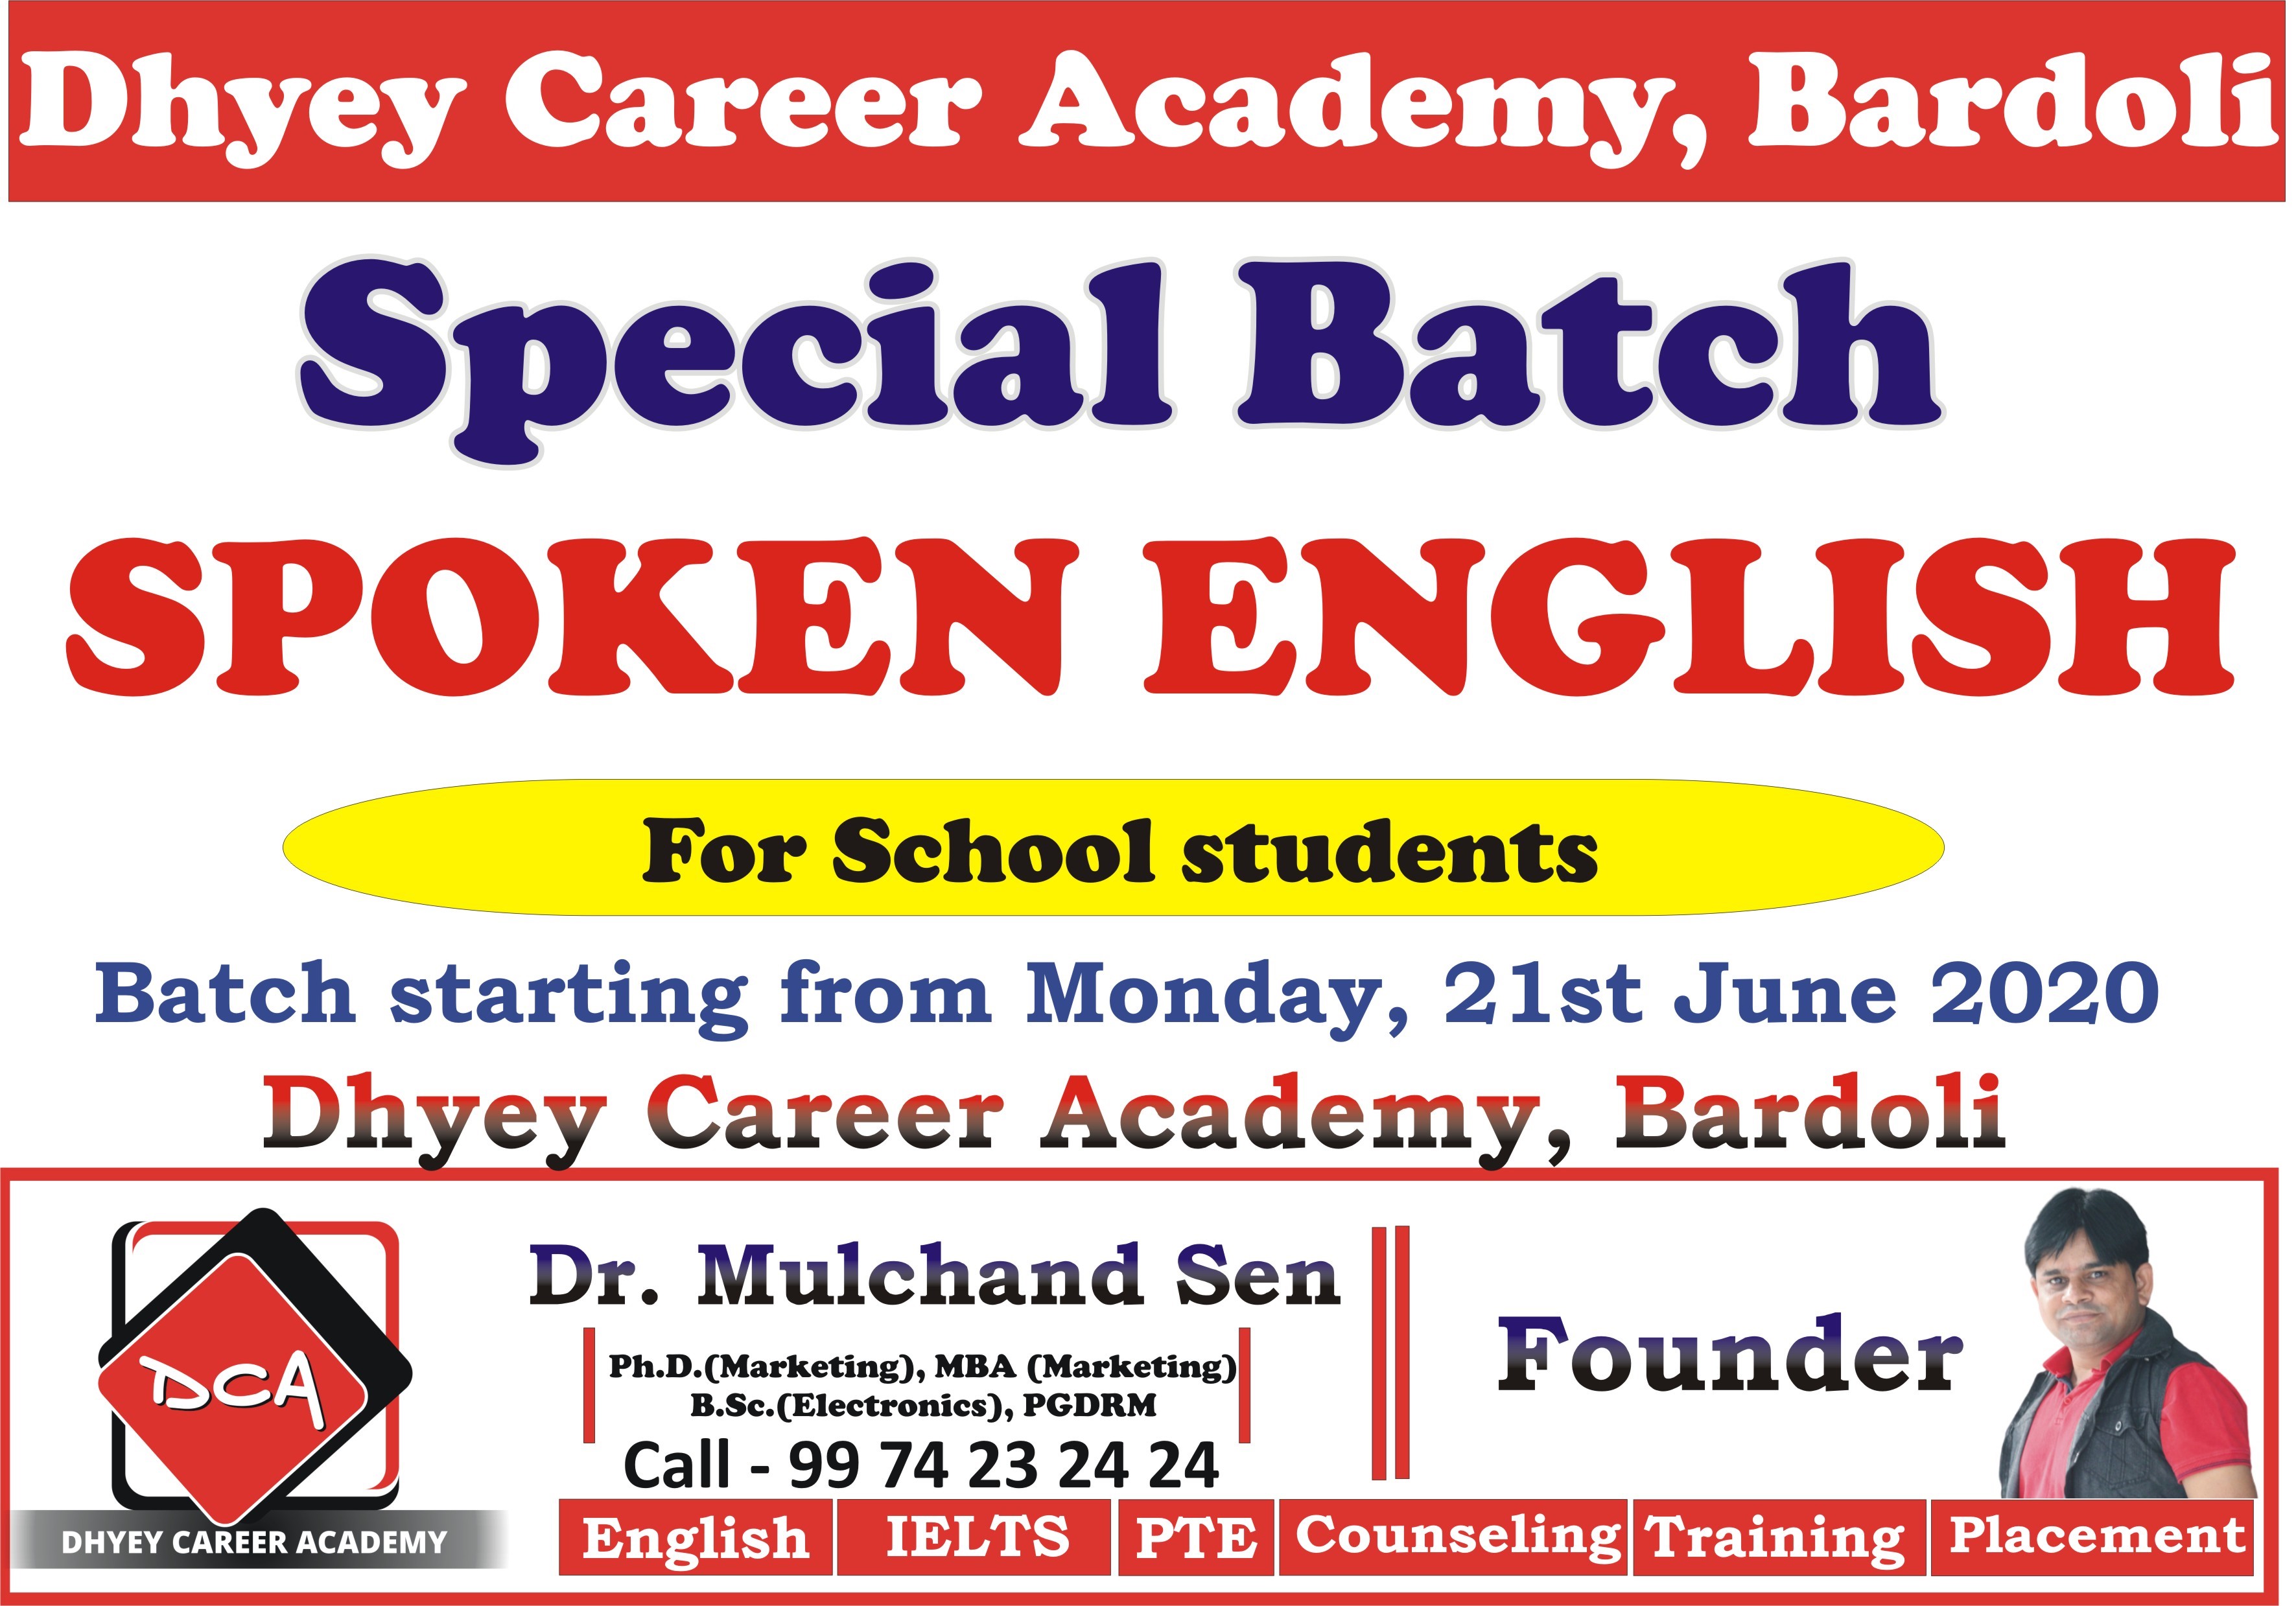 Dhyey Career Academy, Bardoli
Special Batch
SPOKEN ENGLISH
For School students
Batch starting from Monday, 21st June 2020
Dhyey Career Academy, Bardoli
DCA
DHYEY CAREER ACADEMY
Dr. Mulchand Sen
Ph.D.(Marketing), MBA (Marketing)
B.Sc.(Electronics), PGDRM
Call - 99 74 23 24 24
Founder
English IELTS PTE Counseling Training Placement